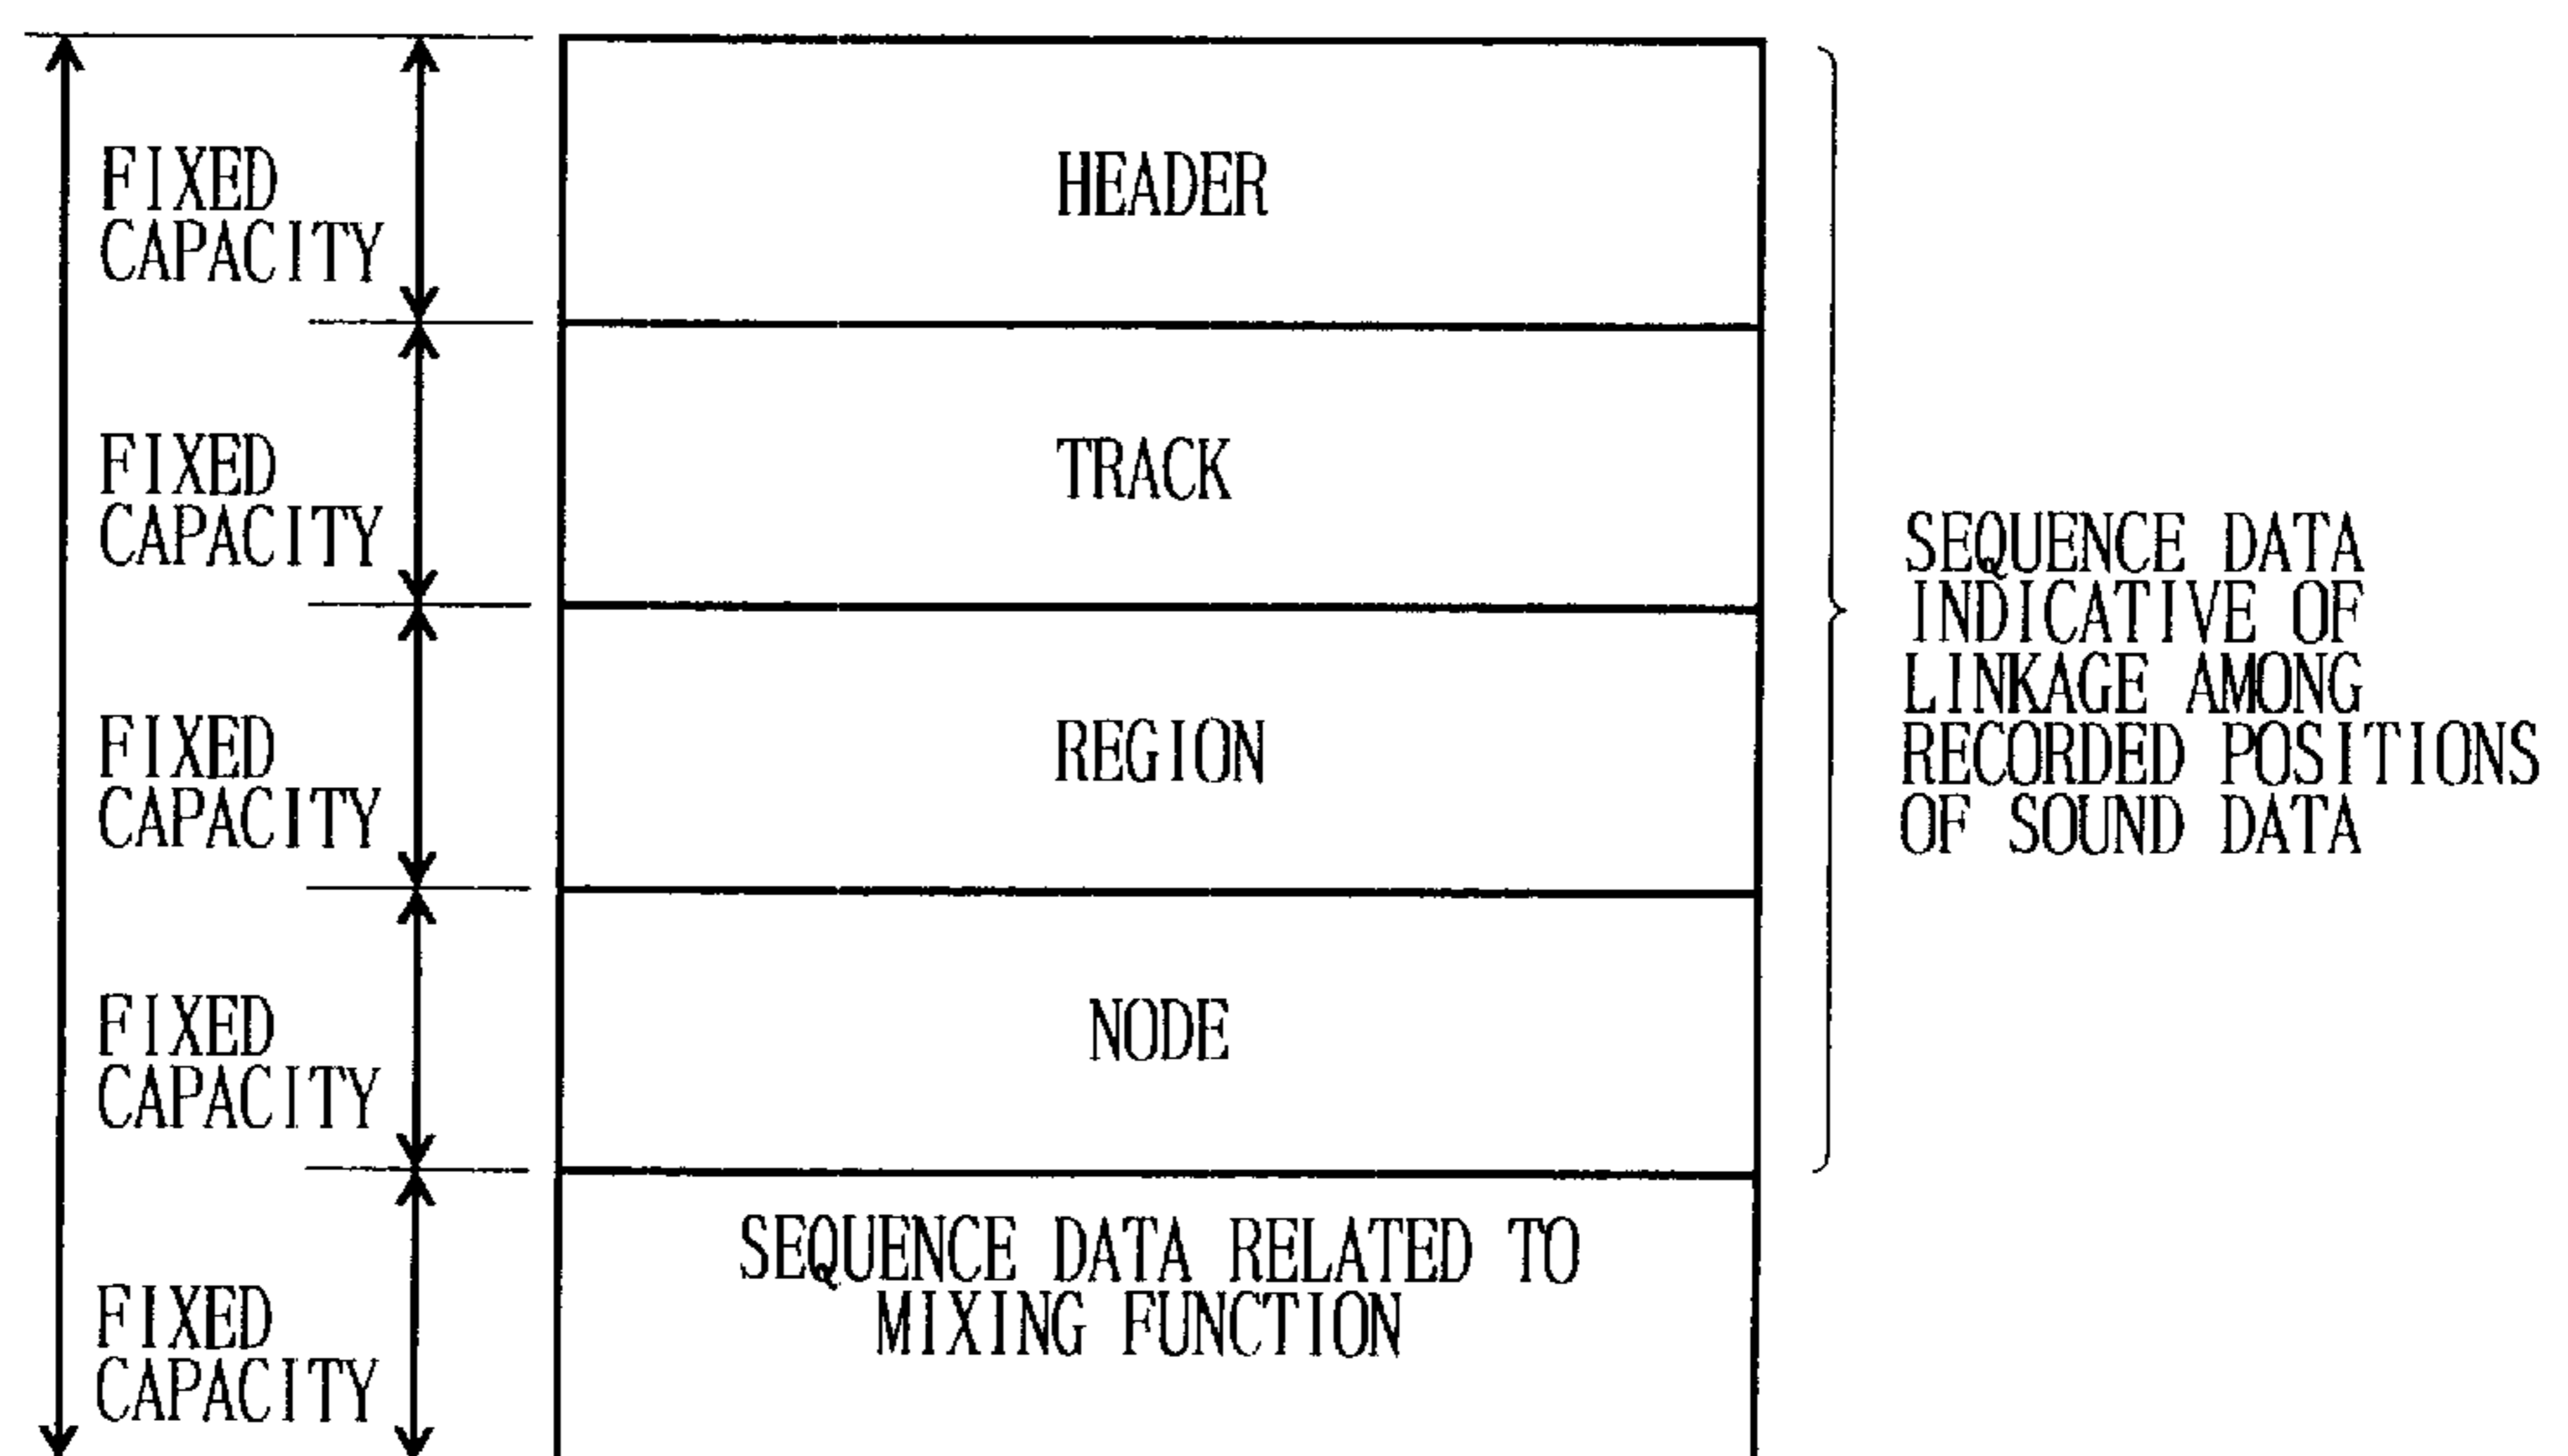 FIXED
CAPACITY
HEADER
FIXED
CAPACITY
TRACK
FIXED
CAPACITY
REGION
FIXED
CAPACITY
NODE
FIXED
CAPACITY
SEQUENCE DATA RELATED TO
MIXING FUNCTION
SEQUENCE DATA
INDICATIVE OF
LINKAGE AMONG
RECORDED POSITIONS
OF SOUND DATA